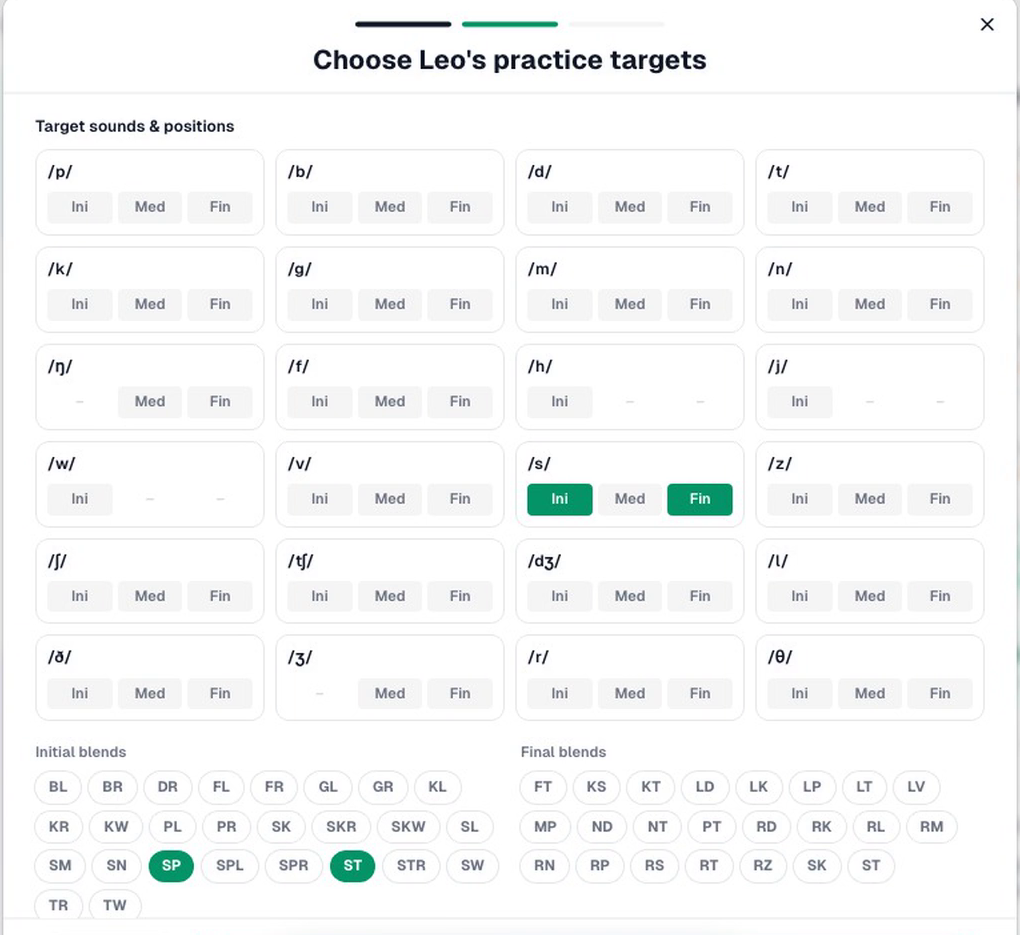 Choose Leo's practice targets
Target sounds & positions
/p/ /b/ /d/ /t/
Ini Med Fin Ini Med Fin Ini Med Fin Ini Med Fin
/k/ /g/ /m/ /n/
Ini Med Fin Ini Med Fin Ini Med Fin Ini Med Fin
/ŋ/ /f/ /h/ /j/
– Med Fin Ini Med Fin Ini – – Ini – –
/w/ /v/ /s/ /z/
Ini – – Ini Med Fin Ini Med Fin Ini Med Fin
/ʃ/ /tʃ/ /dʒ/ /l/
Ini Med Fin Ini Med Fin Ini Med Fin Ini Med Fin
/ð/ /ʒ/ /r/ /θ/
Ini Med Fin – Med Fin Ini Med Fin Ini Med Fin
Initial blends
BL BR DR FL FR GL GR KL
KR KW PL PR SK SKR SKW SL
SM SN SP SPL SPR ST STR SW
TR TW
Final blends
FT KS KT LD LK LP LT LV
MP ND NT PT RD RK RL RM
RN RP RS RT RZ SK ST